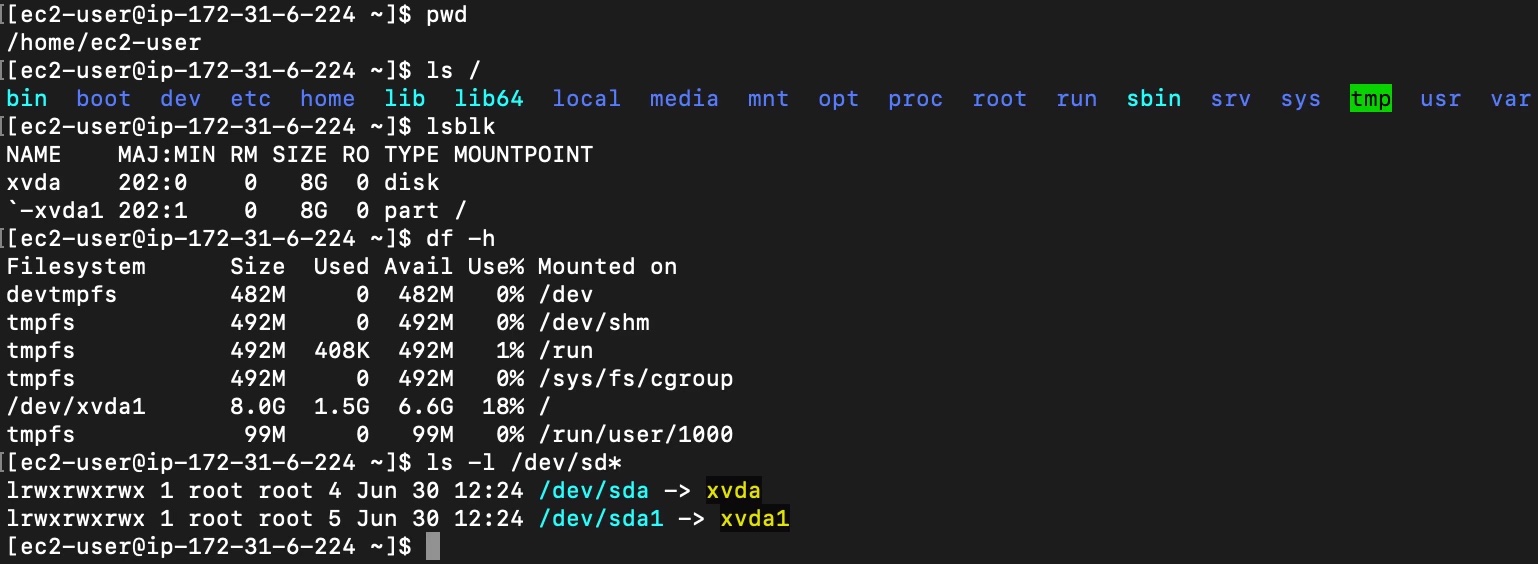 [[ec2-user@ip-172-31-6-224 ~]$ pwd
/home/ec2-user
[[ec2-user@ip-172-31-6-224 ~]$ ls /
bin  boot  dev  etc  home  lib  lib64  local  media  mnt  opt  proc  root  run  sbin  srv  sys  tmp  usr  var
[[ec2-user@ip-172-31-6-224 ~]$ lsblk
NAME    MAJ:MIN RM SIZE RO TYPE MOUNTPOINT
xvda    202:0    0   8G  0 disk
`-xvda1 202:1    0   8G  0 part /
[[ec2-user@ip-172-31-6-224 ~]$ df -h
Filesystem      Size  Used Avail Use% Mounted on
devtmpfs        482M     0  482M   0% /dev
tmpfs           492M     0  492M   0% /dev/shm
tmpfs           492M  408K  492M   1% /run
tmpfs           492M     0  492M   0% /sys/fs/cgroup
/dev/xvda1      8.0G  1.5G  6.6G  18% /
tmpfs            99M     0   99M   0% /run/user/1000
[[ec2-user@ip-172-31-6-224 ~]$ ls -l /dev/sd*
lrwxrwxrwx 1 root root 4 Jun 30 12:24 /dev/sda -> xvda
lrwxrwxrwx 1 root root 5 Jun 30 12:24 /dev/sda1 -> xvda1
[ec2-user@ip-172-31-6-224 ~]$